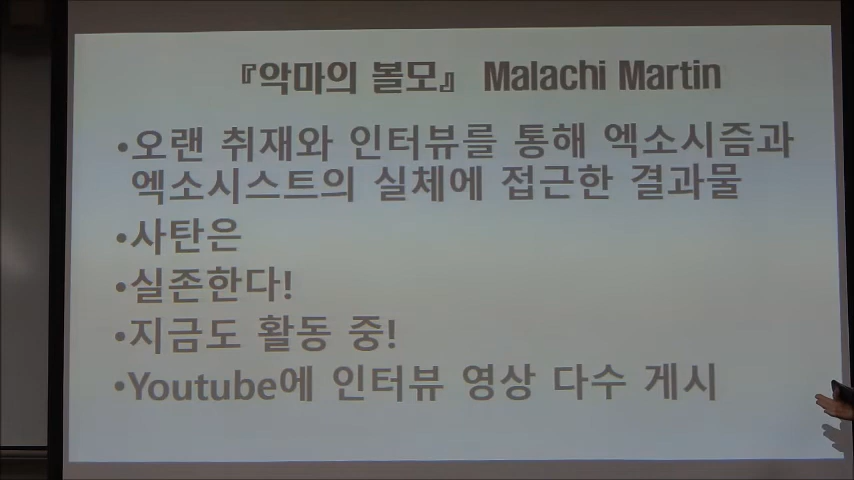 『악마의 볼모』 Malachi Martin
•오랜 취재와 인터뷰를 통해 엑소시즘과
엑소시스트의 실체에 접근한 결과물
•사탄은
•실존한다!
•지금도 활동 중!
•Youtube에 인터뷰 영상 다수 게시